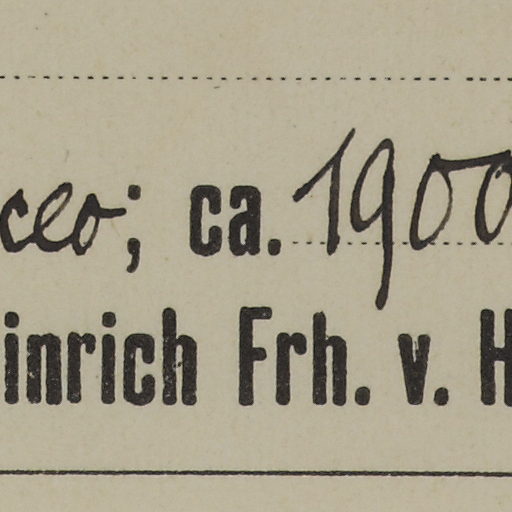 ceo; ca. 1900
inrich Frh. v. H